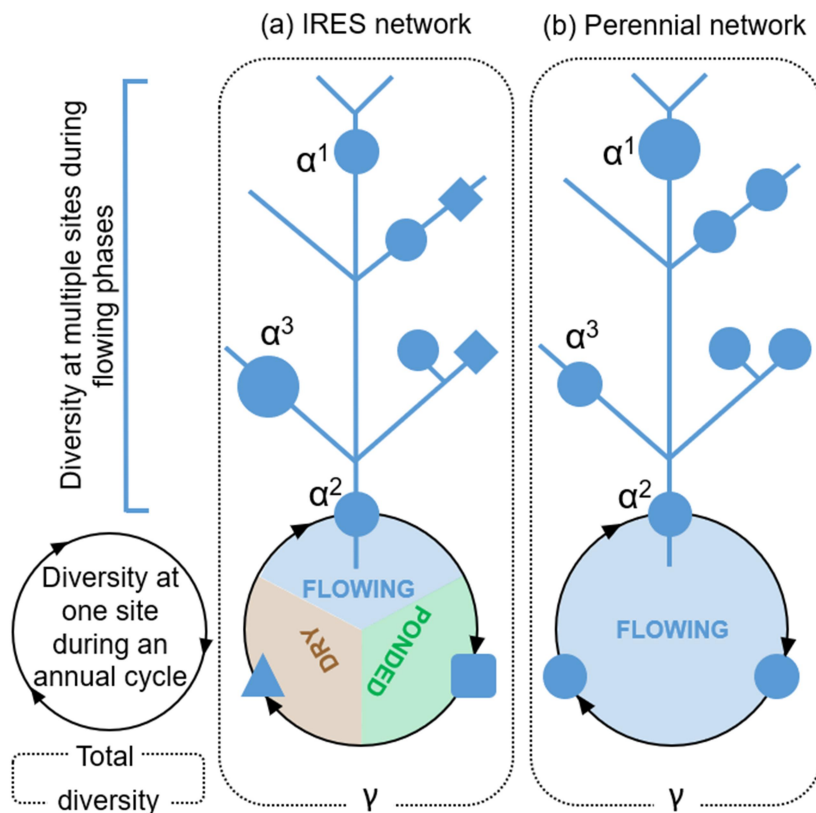 (a) IRES network
(b) Perennial network
Diversity at multiple sites during
flowing phases
α¹
α³
α²
FLOWING
DRY
PONDED
γ
α¹
α³
α²
FLOWING
γ
Diversity at
one site
during an
annual cycle
Total
diversity